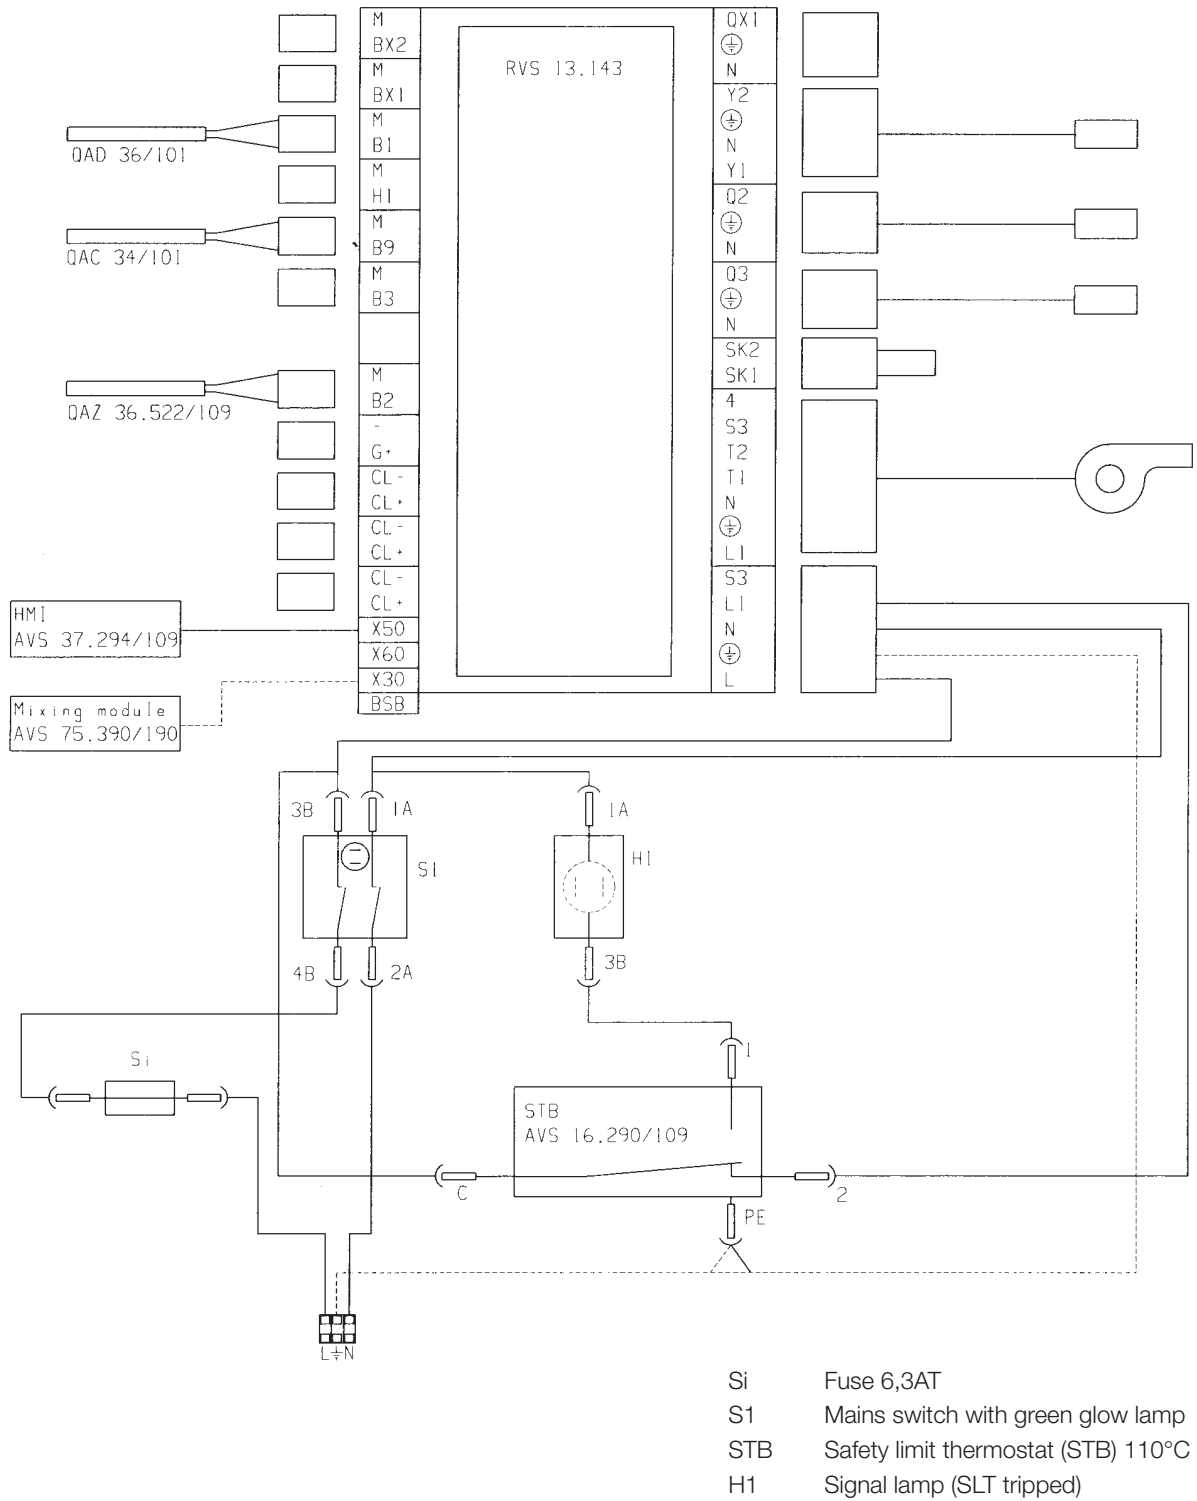 M
BX2
M
BX1
M
B1
M
H1
M
B9
M
B3
M
B2
-
G+
CL-
CL+
CL-
CL+
CL-
CL+
X50
X60
X30
BSB
RVS 13.143
QX1
N
Y2
N
Y1
Q2
N
Q3
N
SK2
SK1
4
S3
T2
T1
N
L1
S3
L1
N
L
QAD 36/101
QAC 34/101
QAZ 36.522/109
HMI
AVS 37.294/109
Mixing module
AVS 75.390/190
3B
1A
S1
4B
2A
1A
H1
3B
Si
1
STB
AVS 16.290/109
C
2
PE
L⏚N
Si Fuse 6,3AT
S1 Mains switch with green glow lamp
STB Safety limit thermostat (STB) 110°C
H1 Signal lamp (SLT tripped)